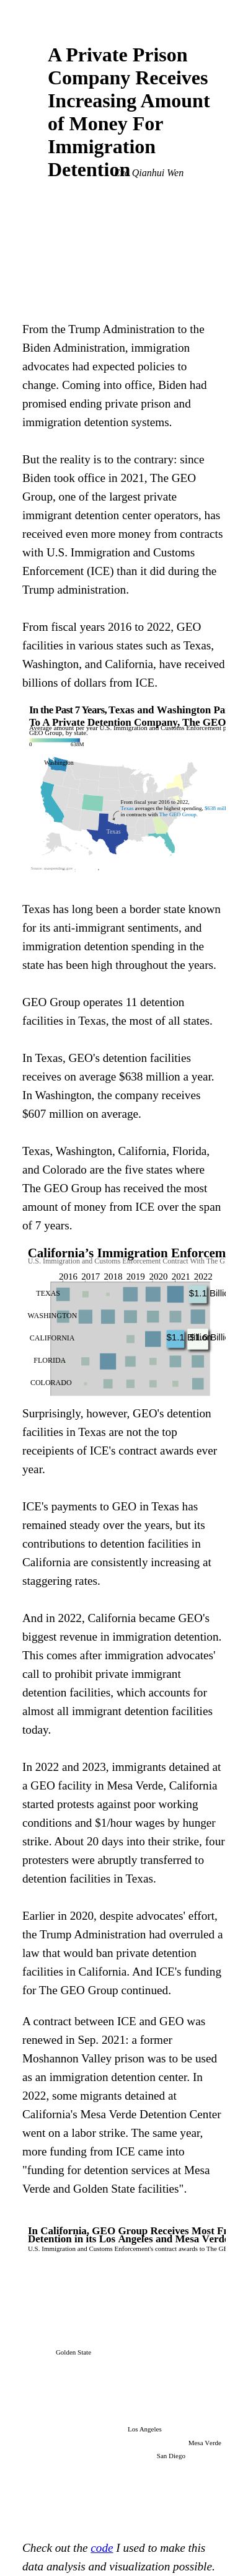 A Private Prison
Company Receives
Increasing Amount
of Money For
Immigration
Detention
Qianhui Wen
From the Trump Administration to the
Biden Administration, immigration
advocates had expected policies to
change. Coming into office, Biden had
promised ending private prison and
immigration detention systems.
But the reality is to the contrary: since
Biden took office in 2021, The GEO
Group, one of the largest private
immigrant detention center operators, has
received even more money from contracts
with U.S. Immigration and Customs
Enforcement (ICE) than it did during the
Trump administration.
From fiscal years 2016 to 2022, GEO
facilities in various states such as Texas,
Washington, and California, have received
billions of dollars from ICE.
In the Past 7 Years, Texas and Washington Pa
To A Private Detention Company, The GEO
Average amount per year U.S. Immigration and Customs Enforcement p
GEO Group, by state.
0
Washington
From fiscal year 2016 to 2022,
Texas averages the highest spending, $638 mill
in contracts with The GEO Group.
Texas
Texas has long been a border state known
for its anti-immigrant sentiments, and
immigration detention spending in the
state has been high throughout the years.
GEO Group operates 11 detention
facilities in Texas, the most of all states.
In Texas, GEO's detention facilities
receives on average $638 million a year.
In Washington, the company receives
$607 million on average.
Texas, Washington, California, Florida,
and Colorado are the five states where
The GEO Group has received the most
amount of money from ICE over the span
of 7 years.
California's Immigration Enforcem
U.S. Immigration and Customs Enforcement Contract With The G
2016 2017 2018 2019 2020 2021 2022
TEXAS
$1.1 Billio
WASHINGTON
CALIFORNIA
$1.1 Billion
$1.6 Billio
FLORIDA
COLORADO
Surprisingly, however, GEO's detention
facilities in Texas are not the top
receipients of ICE's contract awards ever
year.
ICE's payments to GEO in Texas has
remained steady over the years, but its
contributions to detention facilities in
California are consistently increasing at
staggering rates.
And in 2022, California became GEO's
biggest revenue in immigration detention.
This comes after immigration advocates'
call to prohibit private immigrant
detention facilities, which accounts for
almost all immigrant detention facilities
today.
In 2022 and 2023, immigrants detained at
a GEO facility in Mesa Verde, California
started protests against poor working
conditions and $1/hour wages by hunger
strike. About 20 days into their strike, four
protesters were abruptly transferred to
detention facilities in Texas.
Earlier in 2020, despite advocates' effort,
the Trump Administration had overruled a
law that would ban private detention
facilities in California. And ICE's funding
for The GEO Group continued.
A contract between ICE and GEO was
renewed in Sep. 2021: a former
Moshannon Valley prison was to be used
as an immigration detention center. In
2022, some migrants detained at
California's Mesa Verde Detention Center
went on a labor strike. The same year,
more funding from ICE came into
"funding for detention services at Mesa
Verde and Golden State facilities".
In California, GEO Group Receives Most Fr
Detention in its Los Angeles and Mesa Verd
U.S. Immigration and Customs Enforcement's contract awards to The GE
Golden State
Los Angeles
Mesa Verde
San Diego
Check out the code I used to make this
data analysis and visualization possible.